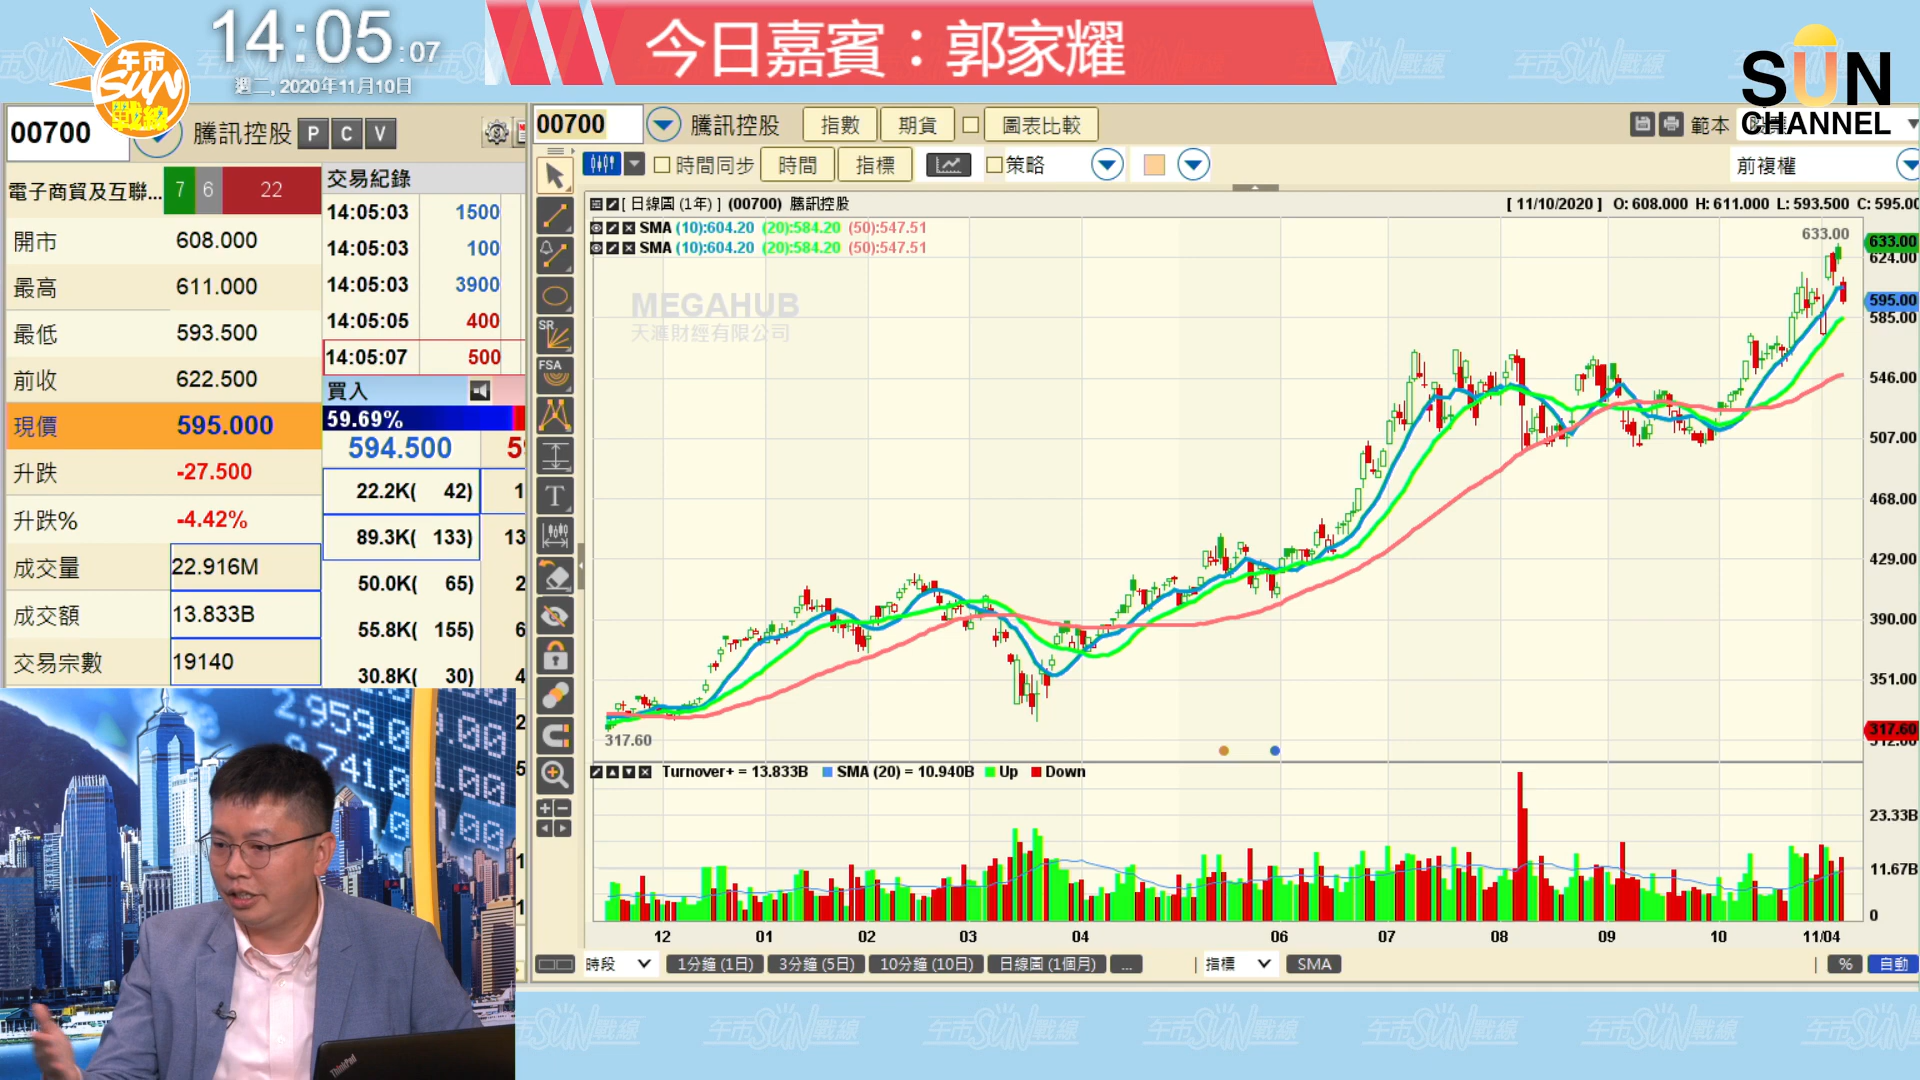 午市
SUN
戰線
14:05:07
週二, 2020年11月10日
今日嘉賓：郭家耀
SUN
CHANNEL
00700
騰訊控股
P C V
電子商貿及互聯... 7 6 22
開市 608.000
最高 611.000
最低 593.500
前收 622.500
現價 595.000
升跌 -27.500
升跌% -4.42%
成交量 22.916M
成交額 13.833B
交易宗數 19140
交易紀錄
14:05:03 1500
14:05:03 100
14:05:03 3900
14:05:05 400
14:05:07 500
買入
59.69%
594.500
22.2K( 42)
89.3K( 133)
50.0K( 65)
55.8K( 155)
30.8K( 30)
00700 騰訊控股 指數 期貨 圖表比較 範本
時間同步 時間 指標 策略 前複權
[ 日線圖 (1年) ] (00700) 騰訊控股
[ 11/10/2020 ] O: 608.000 H: 611.000 L: 593.500 C: 595.00
SMA (10):604.20 (20):584.20 (50):547.51
SMA (10):604.20 (20):584.20 (50):547.51
MEGAHUB
天滙財經有限公司
SR
FSA
T
633.00
317.60
633.00
624.00
595.00
585.00
546.00
507.00
468.00
429.00
390.00
351.00
317.60
Turnover+ = 13.833B SMA (20) = 10.940B Up Down
23.33B
11.67B
0
12 01 02 03 04 06 07 08 09 10 11/04
時段 1分鐘 (1日) 3分鐘 (5日) 10分鐘 (10日) 日線圖 (1個月) ... | 指標 SMA | % 自動
ThinkPad